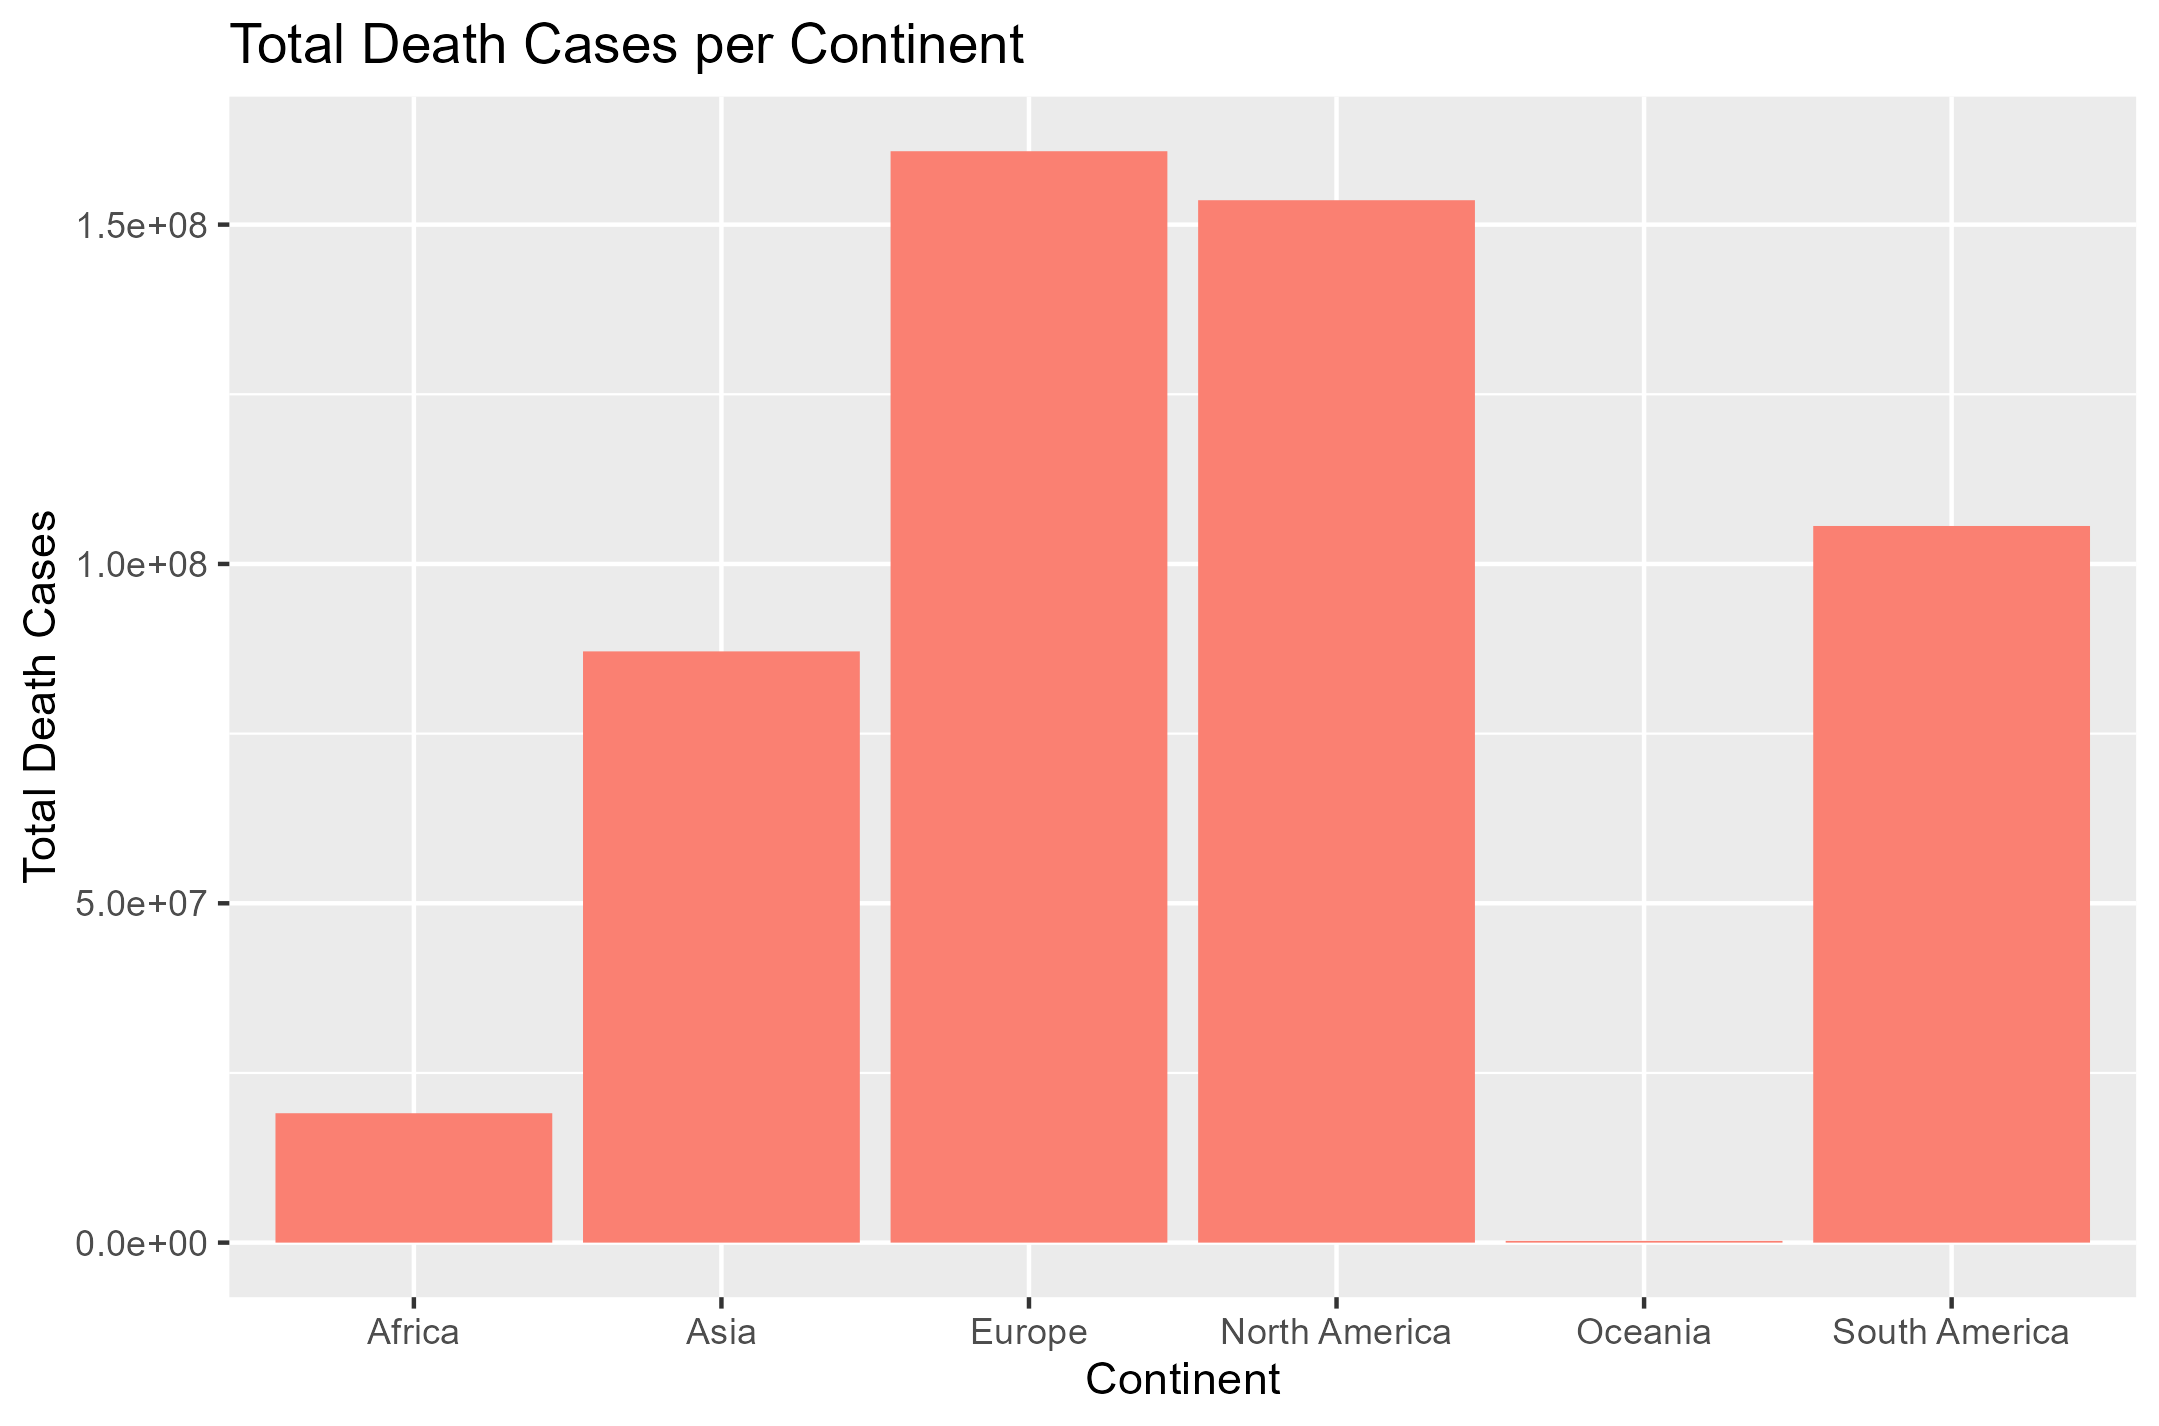 Total Death Cases per Continent
Total Death Cases
1.5e+08
1.0e+08
5.0e+07
0.0e+00
Africa Asia Europe North America Oceania South America
Continent